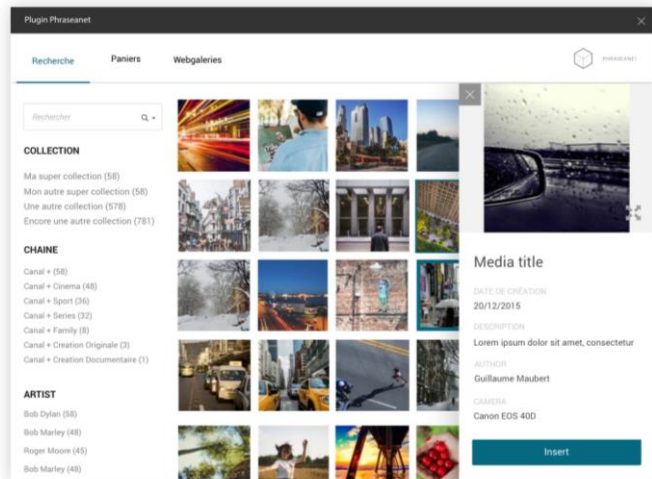 Plugin Phraseanet
Recherche
Paniers
Webgaleries
PHRASEANET
Rechercher
COLLECTION
Ma super collection (58)
Mon autre super collection (58)
Une autre collection (578)
Encore une autre collection (781)
CHAINE
Canal + (58)
Canal + Cinema (48)
Canal + Sport (36)
Canal + Series (32)
Canal + Family (8)
Canal + Creation Originale (3)
Canal + Creation Documentaire (1)
ARTIST
Bob Dylan (58)
Bob Marley (48)
Roger Moore (45)
Bob Marley (48)
Media title
DATE DE CRÉATION
20/12/2015
DESCRIPTION
Lorem ipsum dolor sit amet, consectetur
AUTHOR
Guillaume Maubert
CAMERA
Canon EOS 40D
Insert